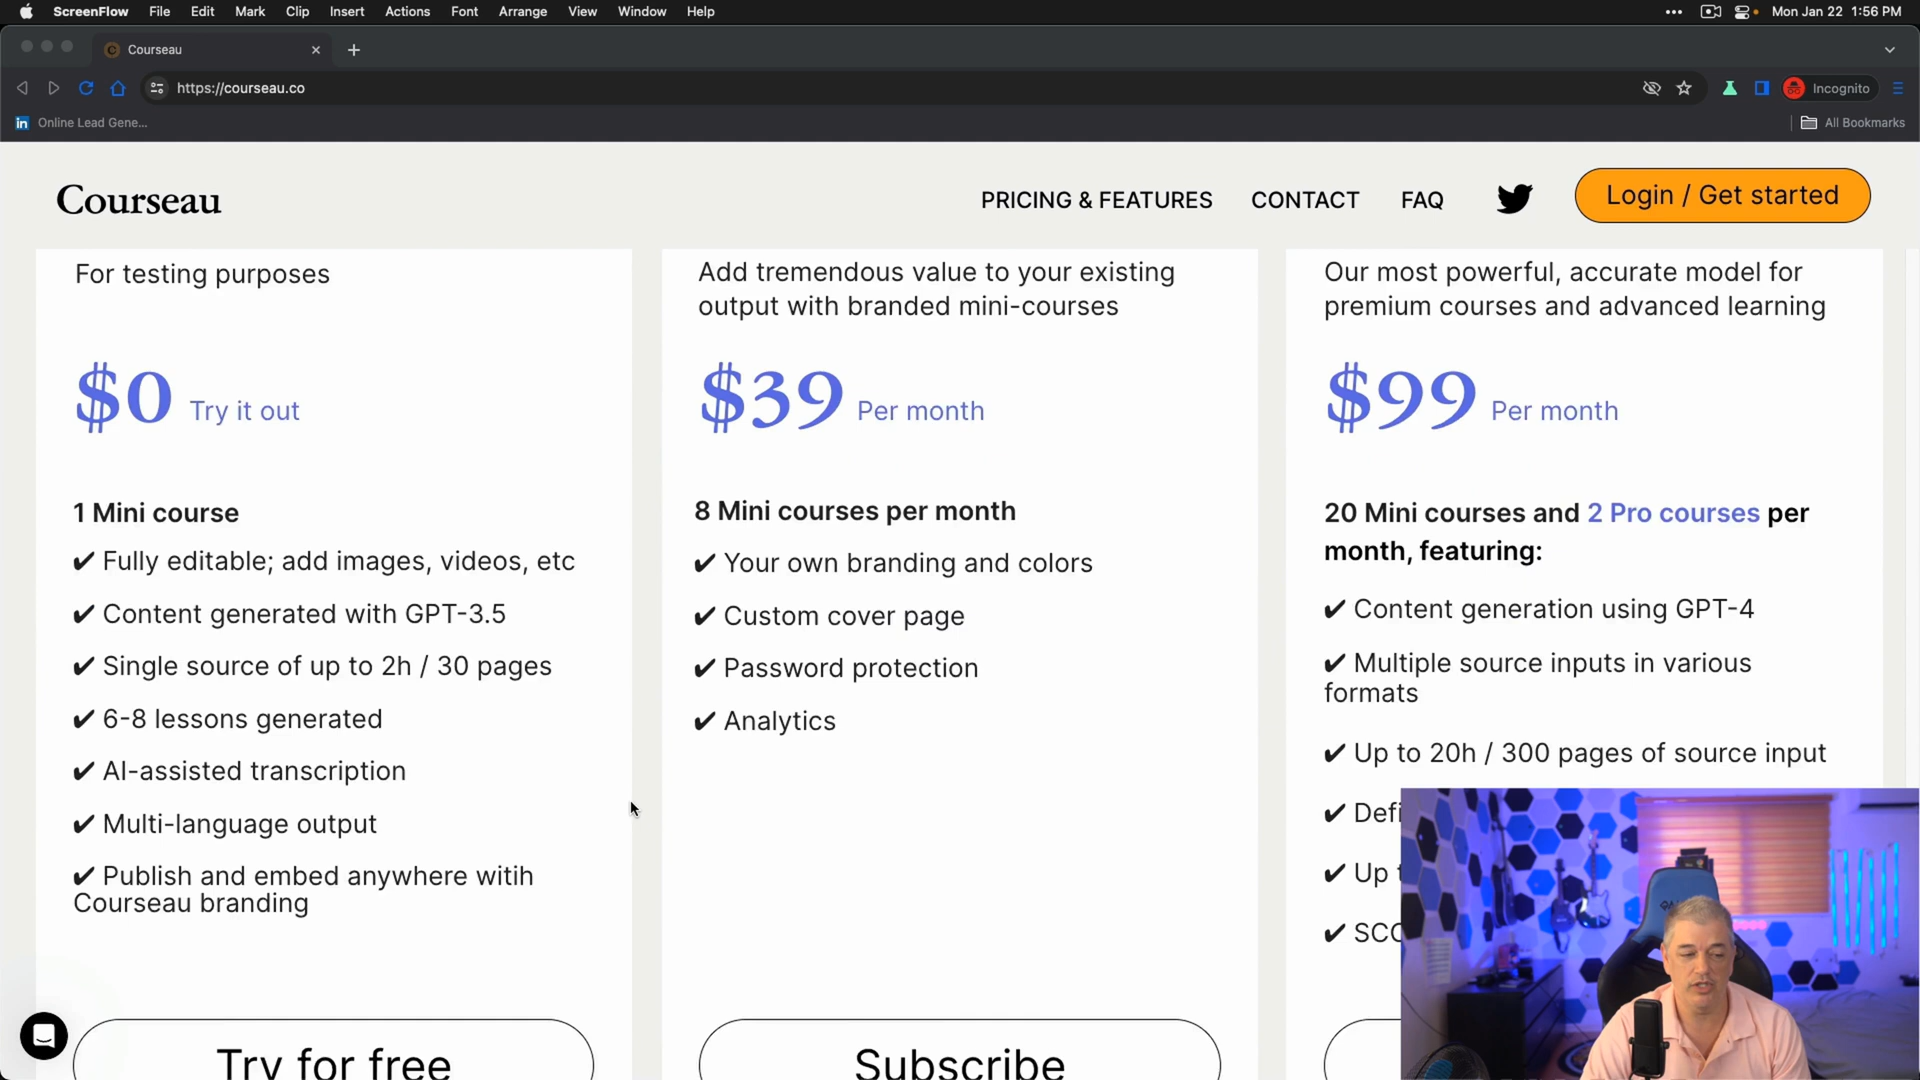 ScreenFlow File Edit Mark Clip Insert Actions Font Arrange View Window Help Mon Jan 22 1:56 PM
Courseau
https://courseau.co
Incognito
in Online Lead Gene...
All Bookmarks
Courseau
PRICING & FEATURES CONTACT FAQ Login / Get started
For testing purposes
$0 Try it out
1 Mini course
✔ Fully editable; add images, videos, etc
✔ Content generated with GPT-3.5
✔ Single source of up to 2h / 30 pages
✔ 6-8 lessons generated
✔ AI-assisted transcription
✔ Multi-language output
✔ Publish and embed anywhere witih
Courseau branding
Try for free
Add tremendous value to your existing
output with branded mini-courses
$39 Per month
8 Mini courses per month
✔ Your own branding and colors
✔ Custom cover page
✔ Password protection
✔ Analytics
Subscribe
Our most powerful, accurate model for
premium courses and advanced learning
$99 Per month
20 Mini courses and 2 Pro courses per
month, featuring:
✔ Content generation using GPT-4
✔ Multiple source inputs in various
formats
✔ Up to 20h / 300 pages of source input
✔ Defi
✔ Up
✔ SCO